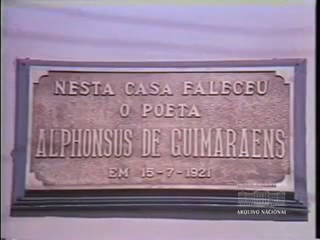 NESTA CASA FALECEU
O POETA
ALPHONSUS DE GUIMARAENS
EM 15-7-1921
ARQUIVO NACIONAL